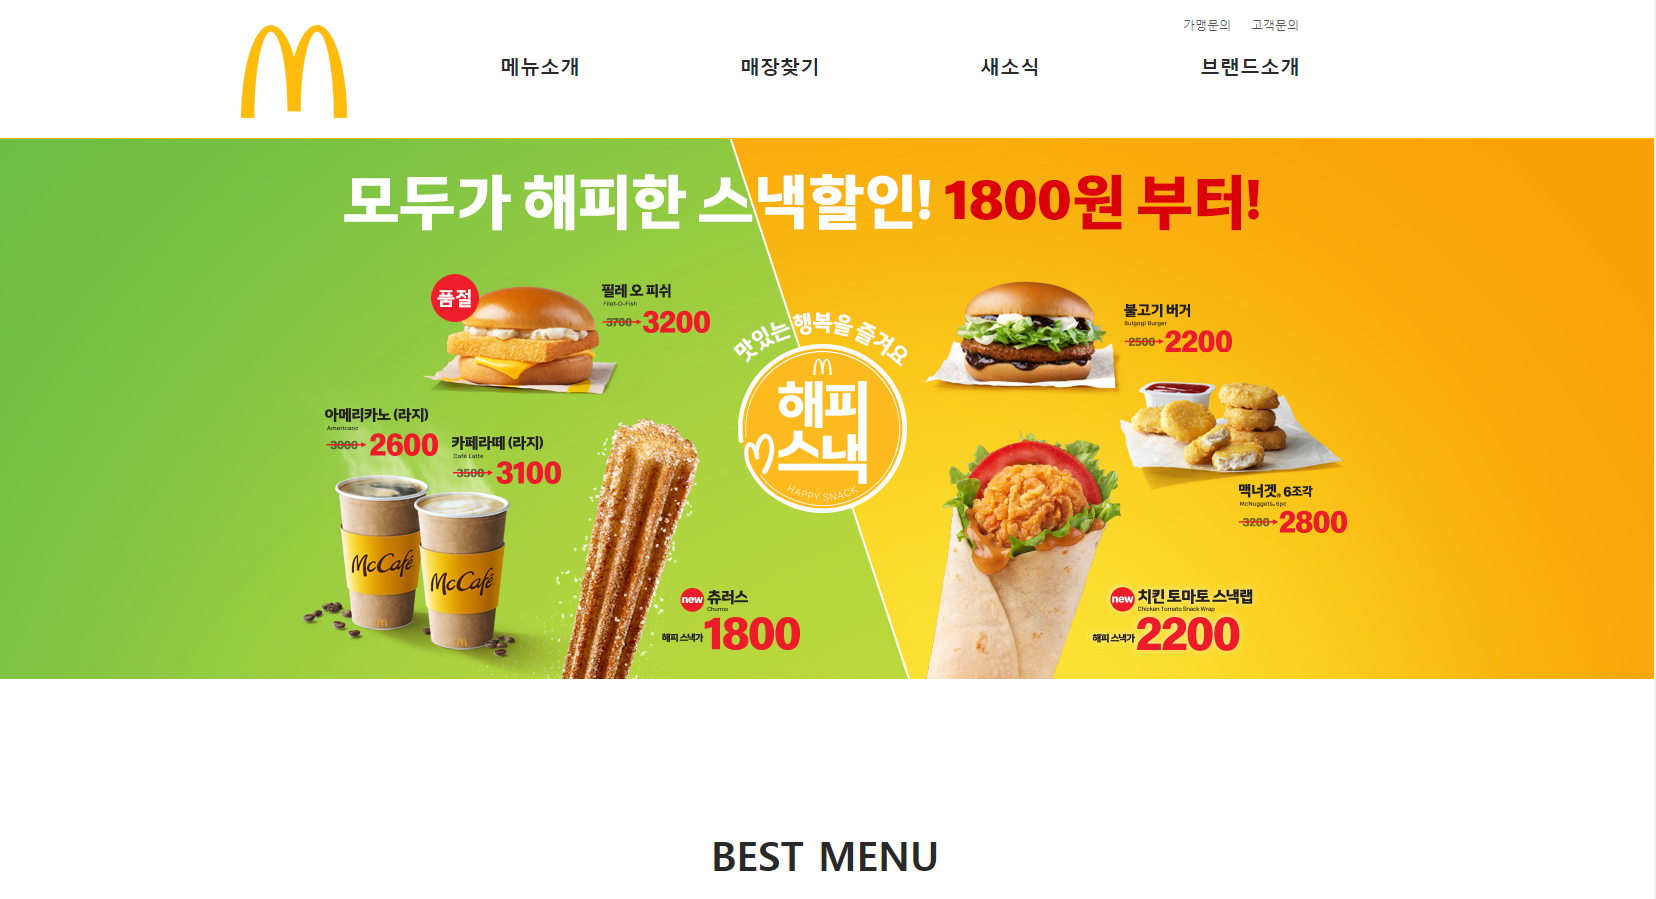 가맹문의 고객문의
메뉴소개 매장찾기 새소식 브랜드소개
모두가 해피한 스낵할인! 1800원 부터!
품절
필레 오 피쉬
Filet-O-Fish
3700 3200
아메리카노 (라지)
Americano
3000 2600
카페라떼 (라지)
Café Latte
3500 3100
McCafé
McCafé
new 츄러스
Churros
해피 스낵가 1800
맛있는 행복을 즐겨요
해피
스낵
HAPPY SNACK
불고기 버거
Bulgogi Burger
2500 2200
맥너겟® 6조각
McNuggets® 6pc
3200 2800
new 치킨 토마토 스낵랩
Chicken Tomato Snack Wrap
해피 스낵가 2200
BEST MENU